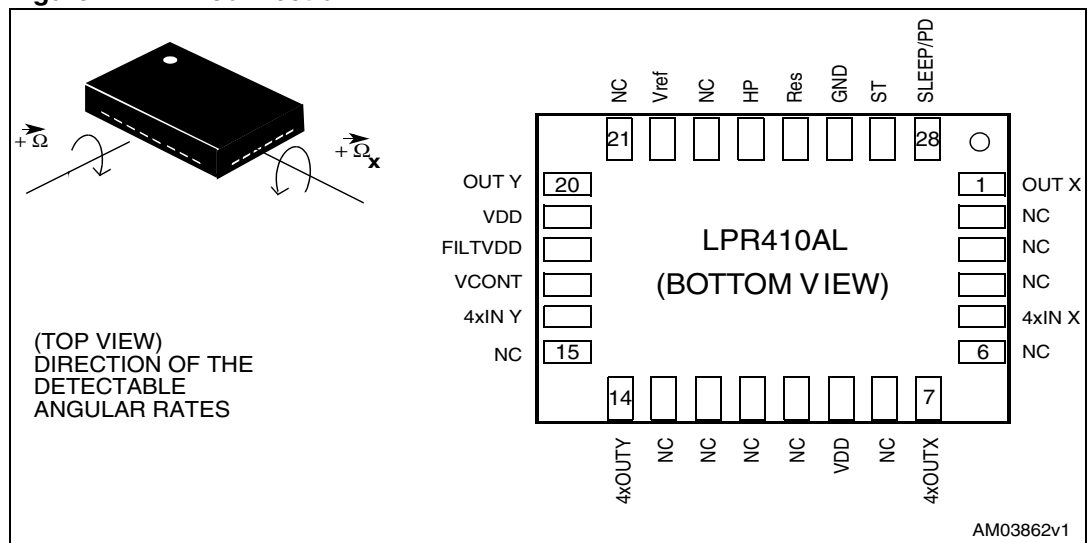 + Ω
+ Ωx
(TOP VIEW)
DIRECTION OF THE
DETECTABLE
ANGULAR RATES
NC
Vref
NC
HP
Res
GND
ST
SLEEP/PD
21
28
OUT Y
20
1
OUT X
VDD
NC
FILTVDD
NC
VCONT
NC
4xIN Y
4xIN X
NC
15
6
NC
LPR410AL
(BOTTOM VIEW)
14
7
4xOUTY
NC
NC
NC
NC
VDD
NC
4xOUTX
AM03862v1